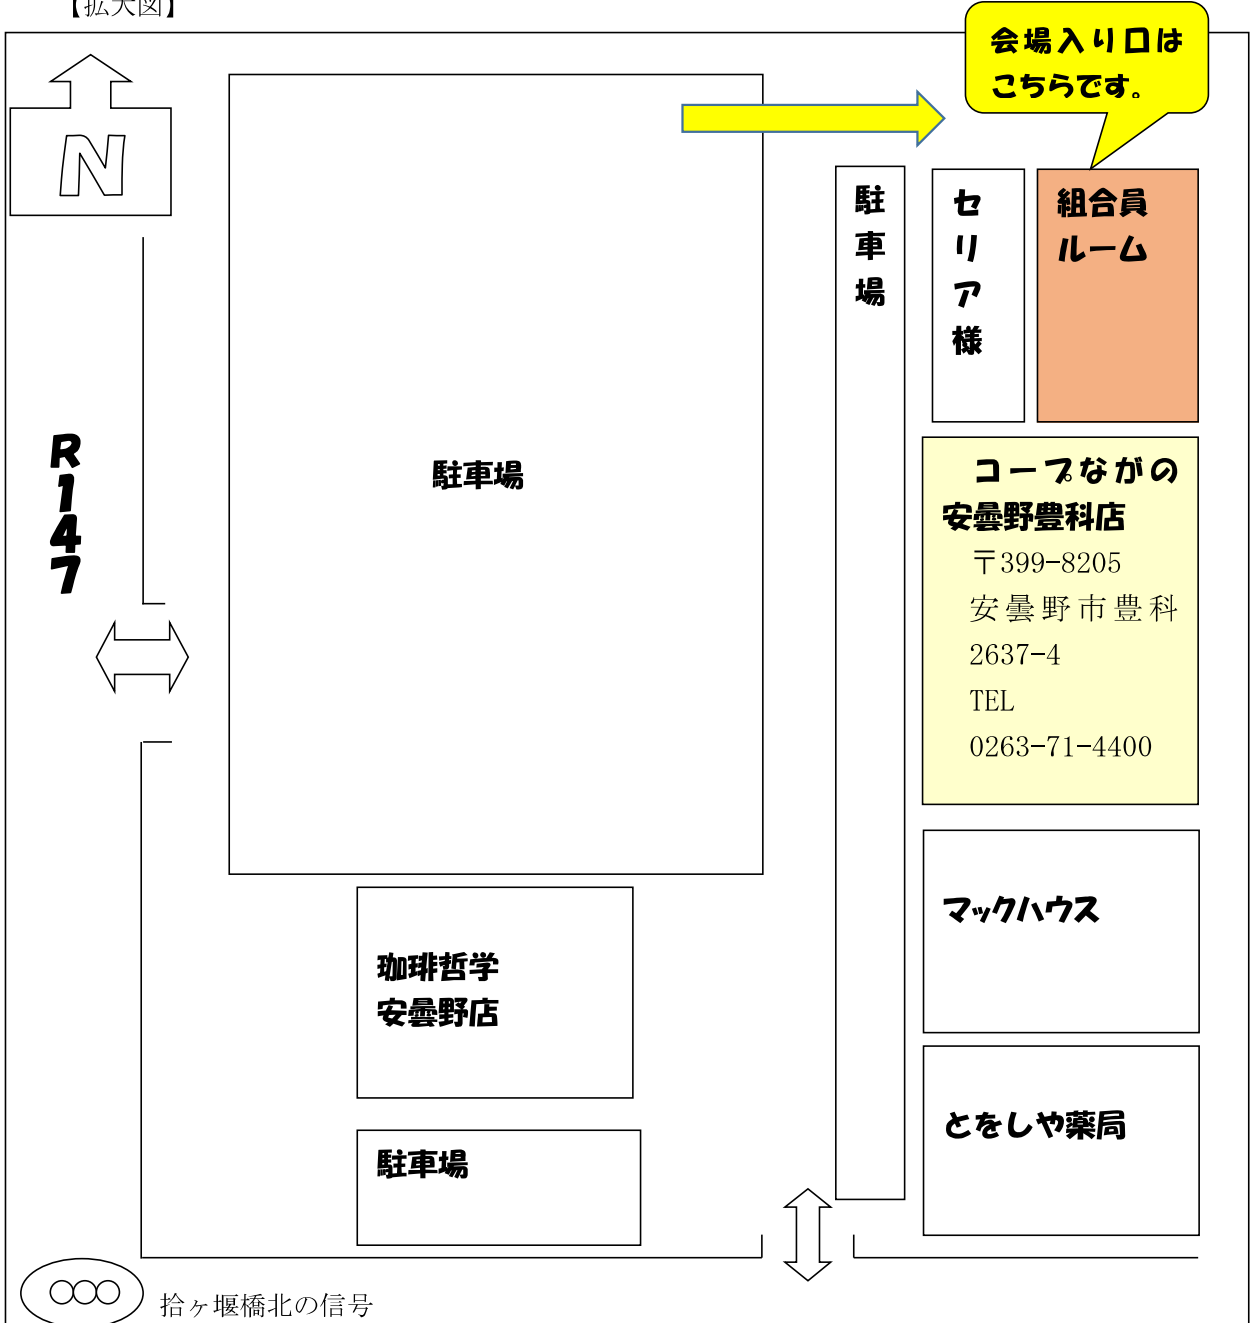 【拡大図】
会場入り口は
こちらです。
N
駐車場
セリア様
組合員
ルーム
R147
駐車場
コープながの
安曇野豊科店
〒399-8205
安曇野市豊科
2637-4
TEL
0263-71-4400
マックハウス
珈琲哲学
安曇野店
とをしや薬局
駐車場
拾ヶ堰橋北の信号